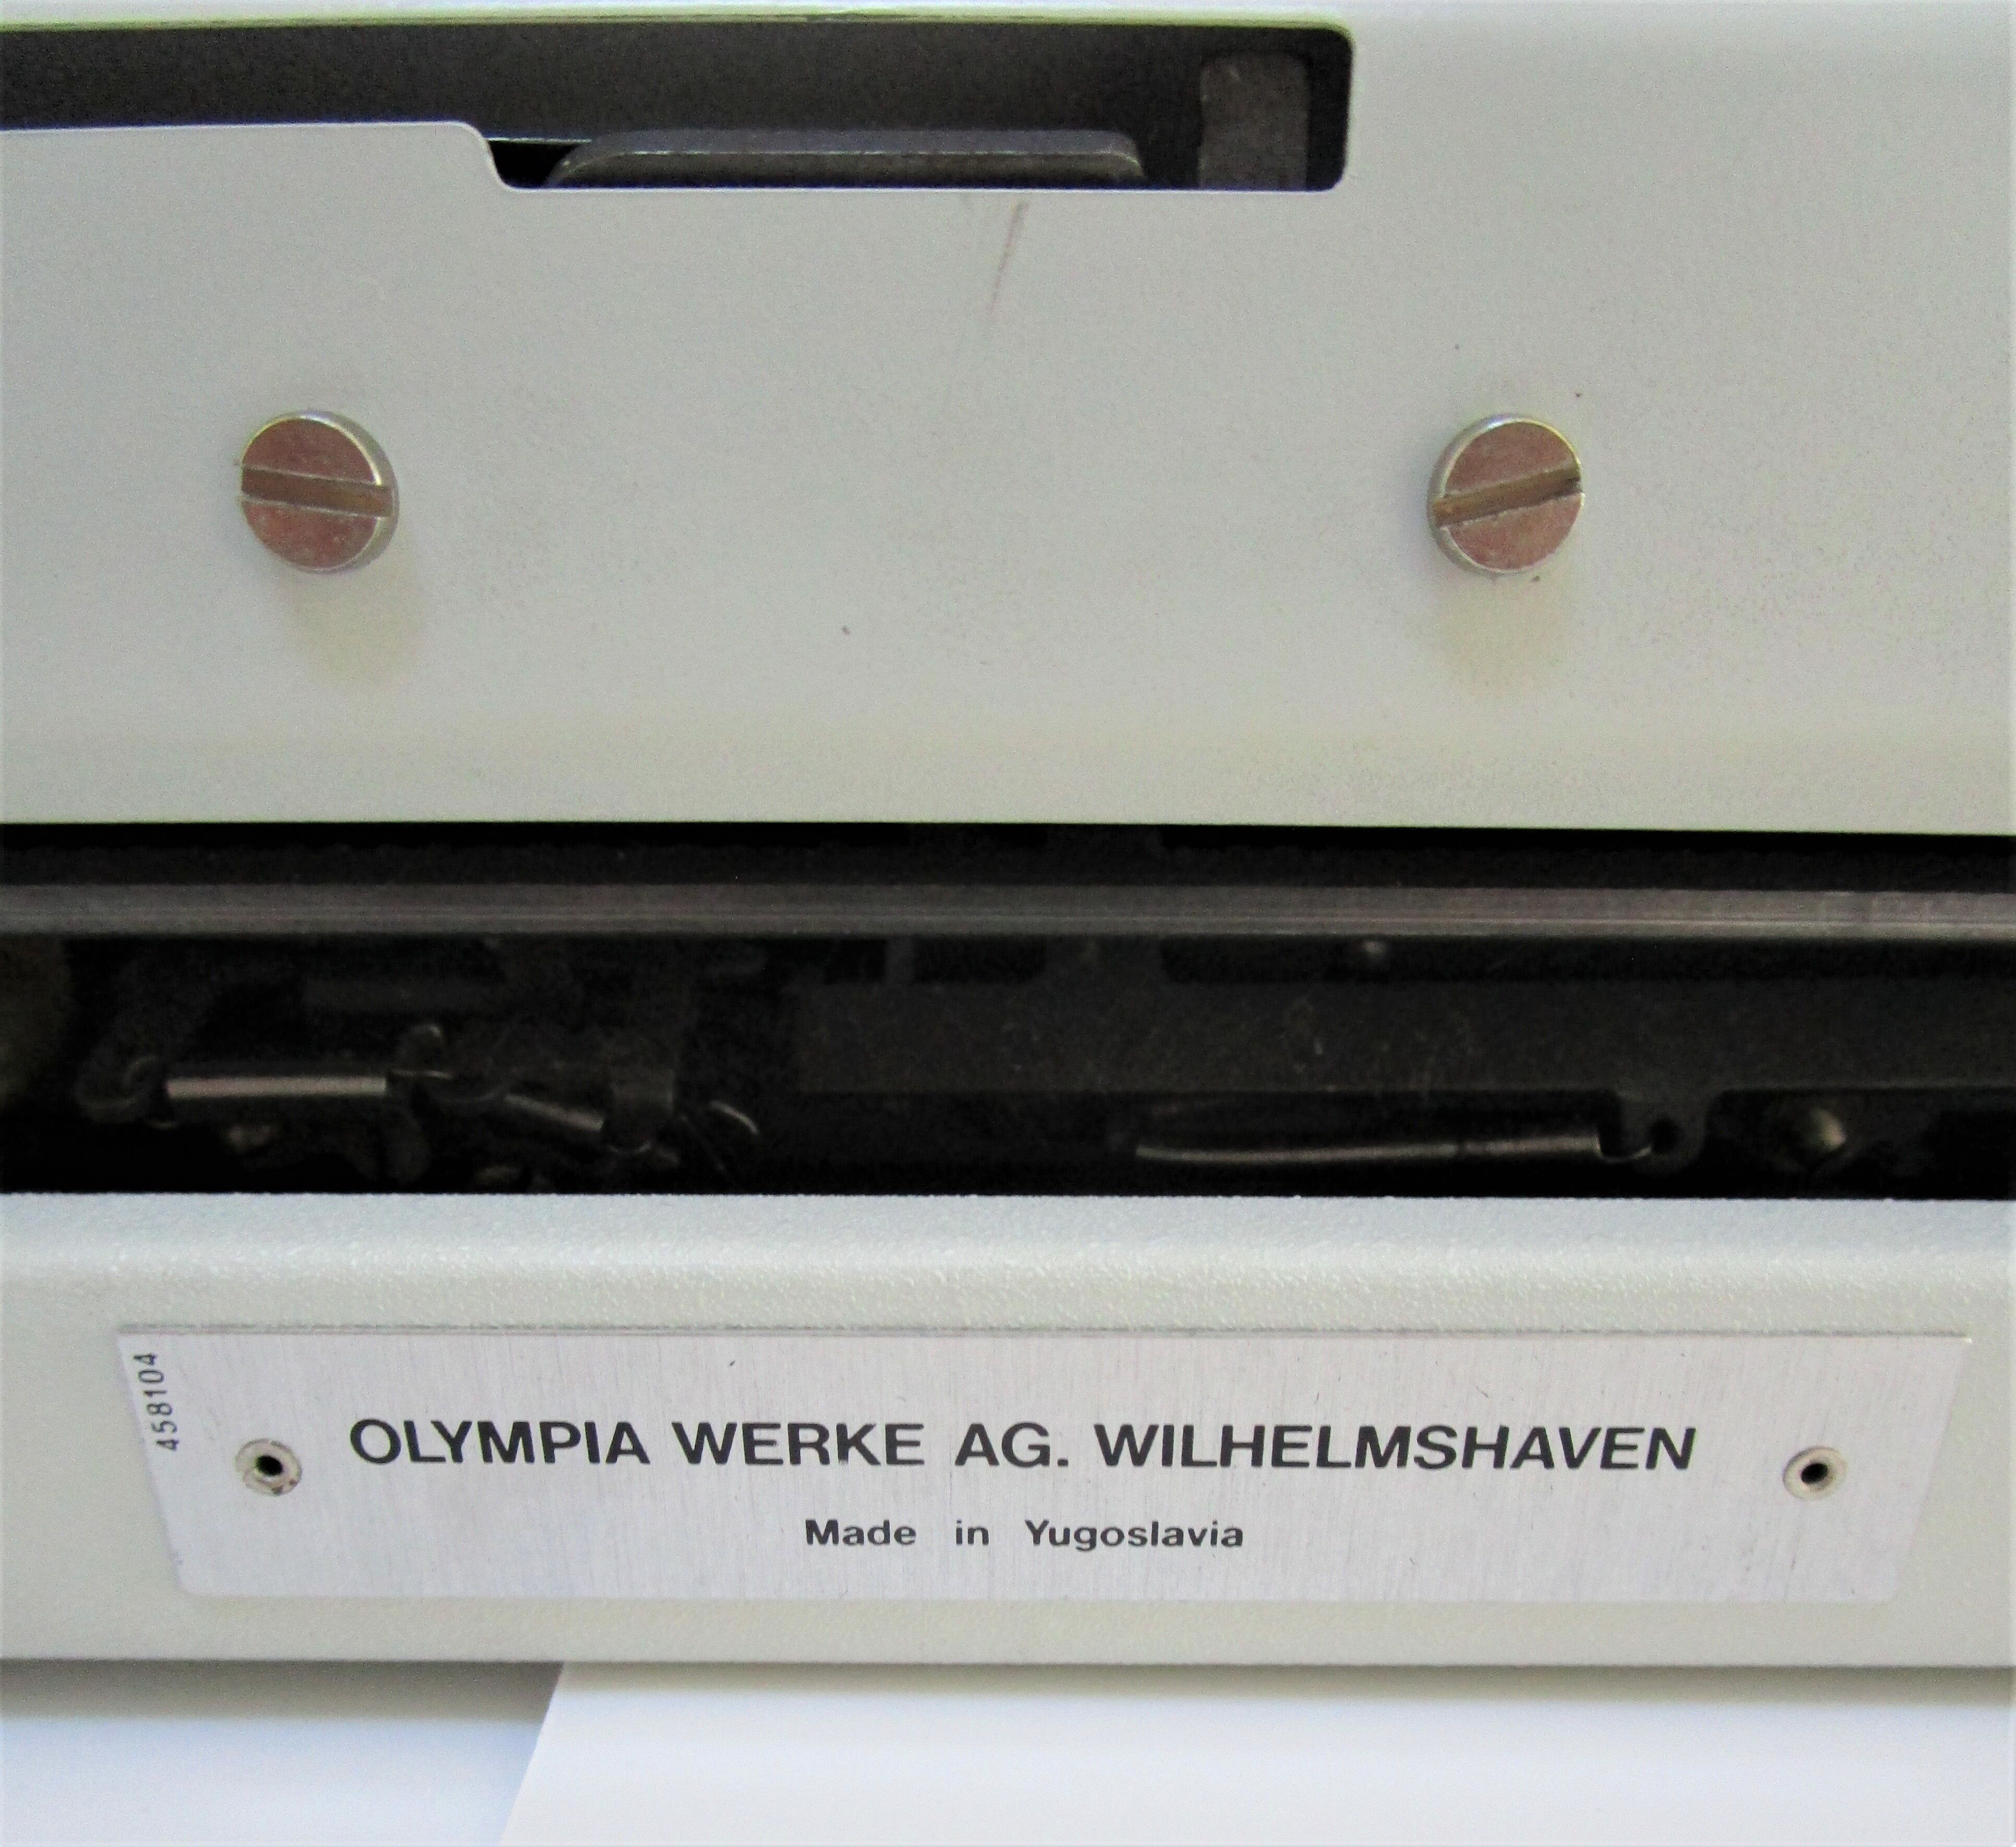 458104
OLYMPIA WERKE AG. WILHELMSHAVEN
Made in Yugoslavia